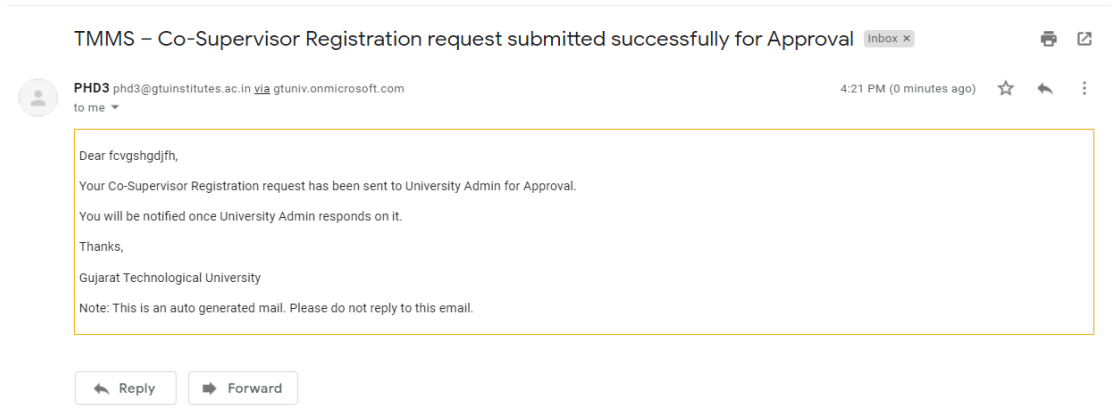 TMMS – Co-Supervisor Registration request submitted successfully for Approval Inbox ×
PHD3 phd3@gtuinstitutes.ac.in via gtuniv.onmicrosoft.com 4:21 PM (0 minutes ago)
to me
Dear fcvgshgdjfh,
Your Co-Supervisor Registration request has been sent to University Admin for Approval.
You will be notified once University Admin responds on it.
Thanks,
Gujarat Technological University
Note: This is an auto generated mail. Please do not reply to this email.
Reply Forward